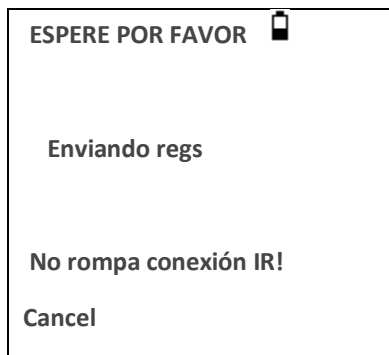 ESPERE POR FAVOR
Enviando regs
No rompa conexión IR!
Cancel